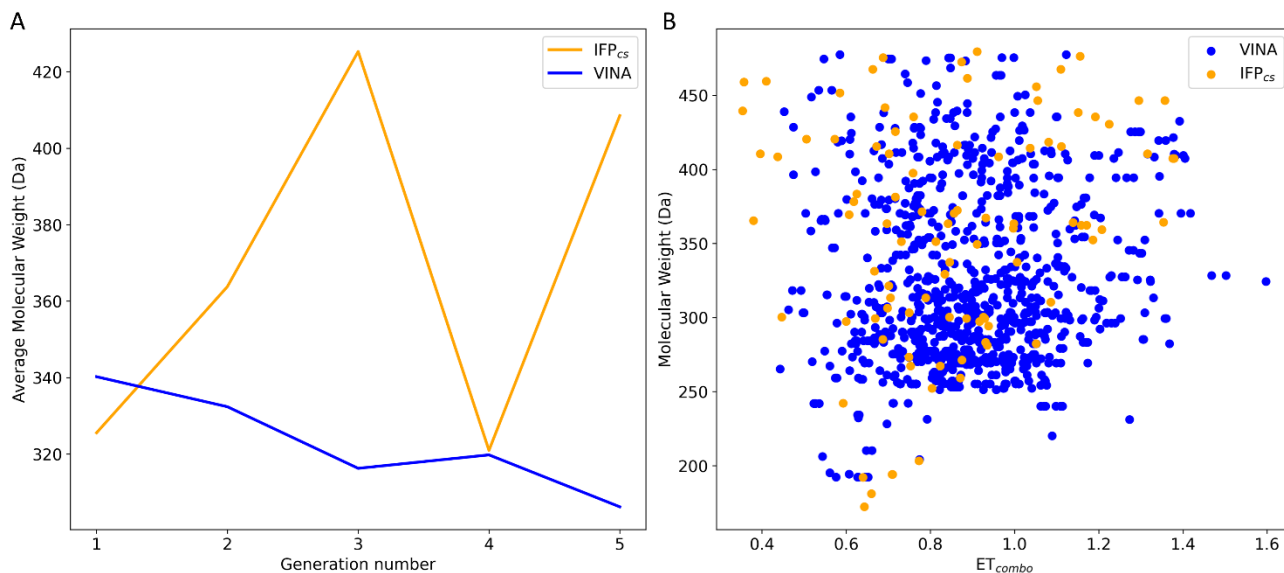 A
Average Molecular Weight (Da)
420
400
380
360
340
320
IFPcs
VINA
1 2 3 4 5
Generation number
B
Molecular Weight (Da)
450
400
350
300
250
200
VINA
IFPcs
0.4 0.6 0.8 1.0 1.2 1.4 1.6
ETcombo